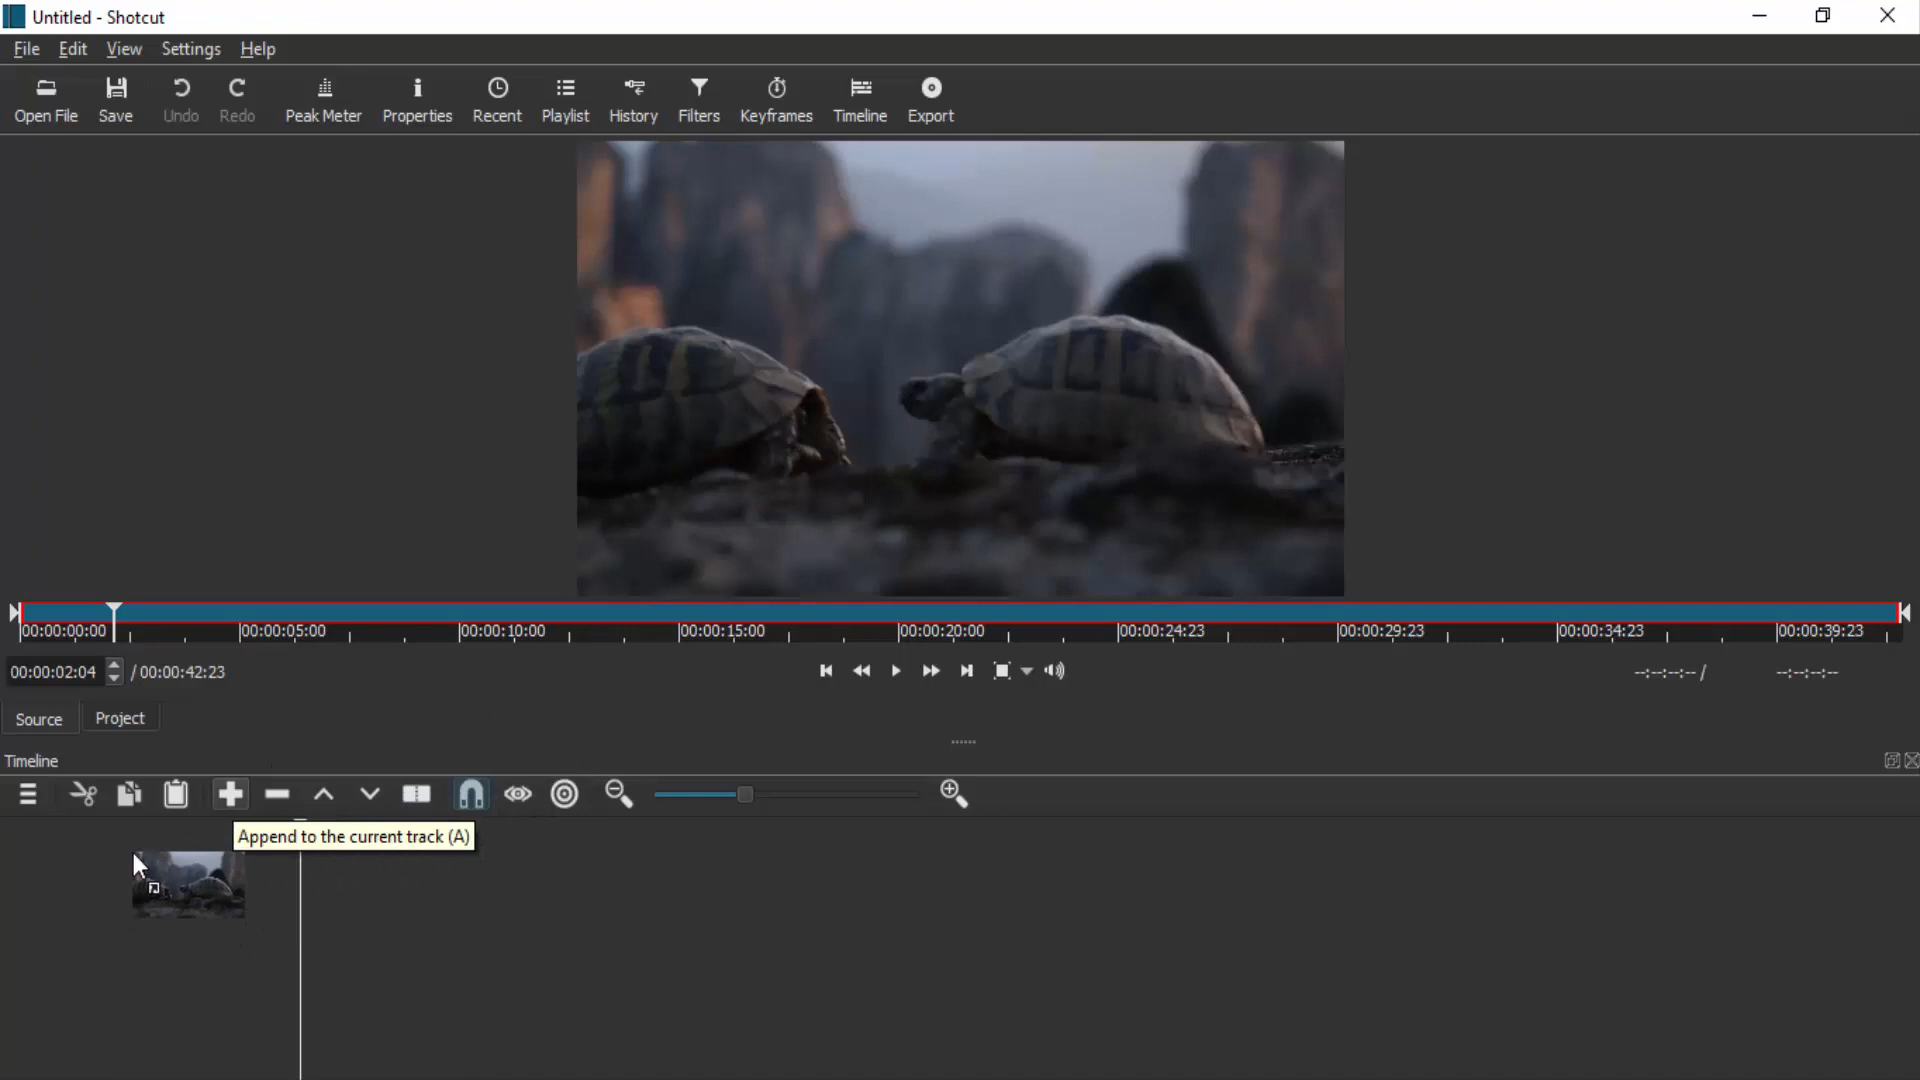 Untitled - Shotcut
File Edit View Settings Help
Open File Save Undo Redo Peak Meter Properties Recent Playlist History Filters Keyframes Timeline Export
00:00:00:00 00:00:05:00 00:00:10:00 00:00:15:00 00:00:20:00 00:00:24:23 00:00:29:23 00:00:34:23 00:00:39:23
00:00:02:04 / 00:00:42:23 --:--:--:-- / --:--:--:--
Source Project
Timeline
Append to the current track (A)